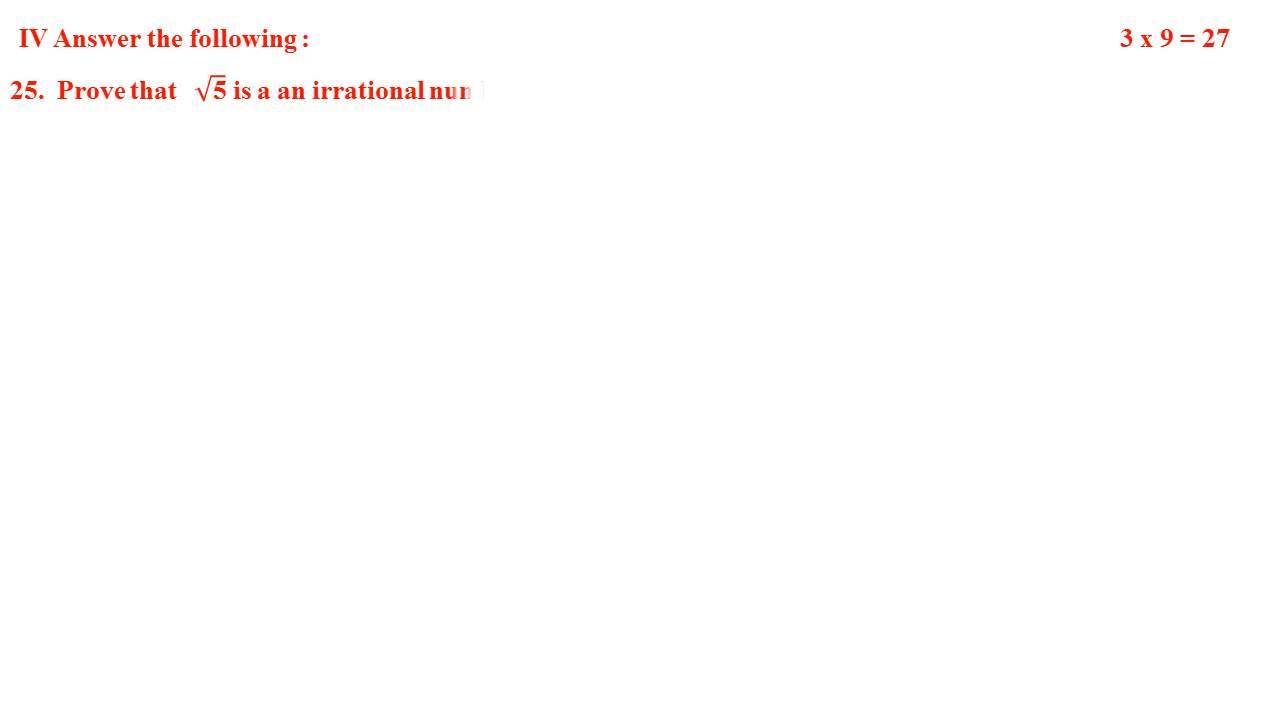 IV Answer the following : 3 x 9 = 27
25. Prove that √5 is a an irrational